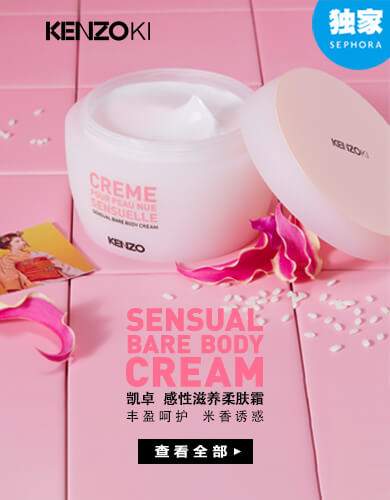 KENZOKI
独家
SEPHORA
KENZOKI
CREME
POUR PEAU NUE
SENSUELLE
SENSUAL BARE BODY CREAM
KENZO
SENSUAL
BARE BODY
CREAM
凯卓 感性滋养柔肤霜
丰盈呵护 米香诱惑
查看全部